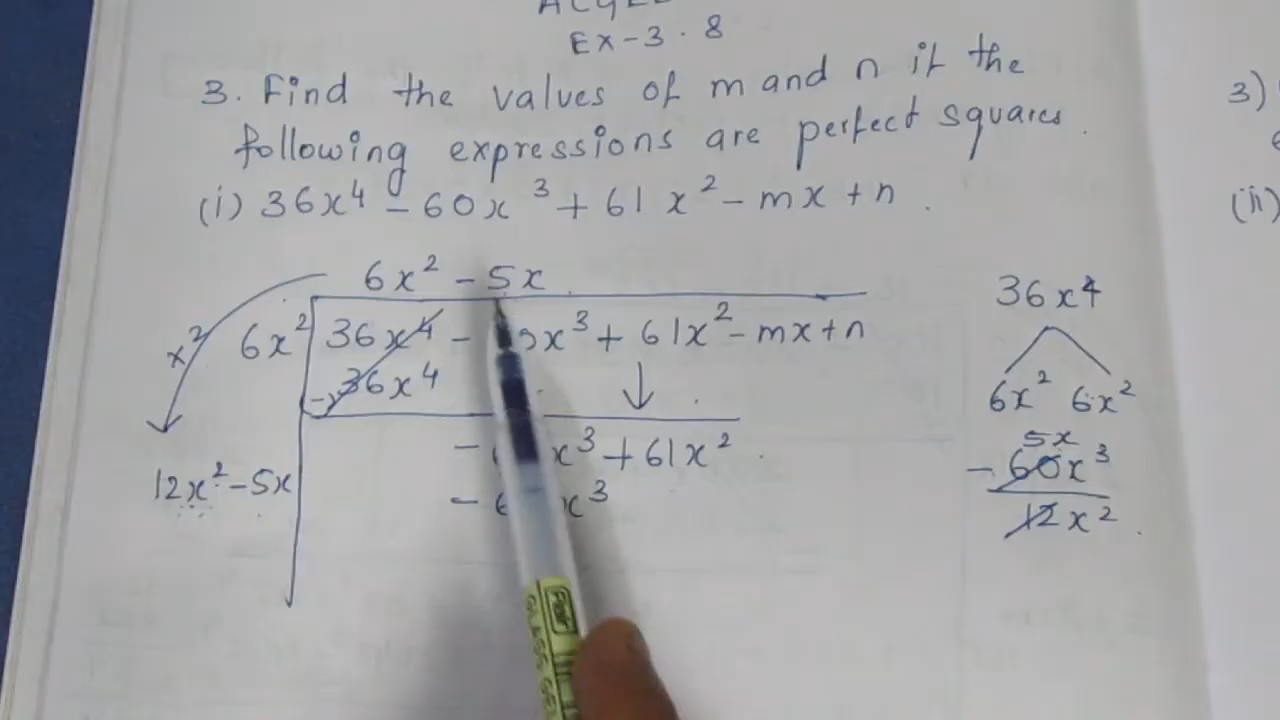 EX-3.8
3. Find the values of m and n if the
following expressions are perfect squares.
(i) 36x⁴ - 60x³ + 61x² - mx + n.
6x² - 5x
6x² 36x⁴ - x³ + 61x² - mx + n
x²
-36x⁴
- x³ + 61x²
12x² - 5x
- x³
36x⁴
6x² 6x²
5x
- 60x³
12x²
3)
(ii)